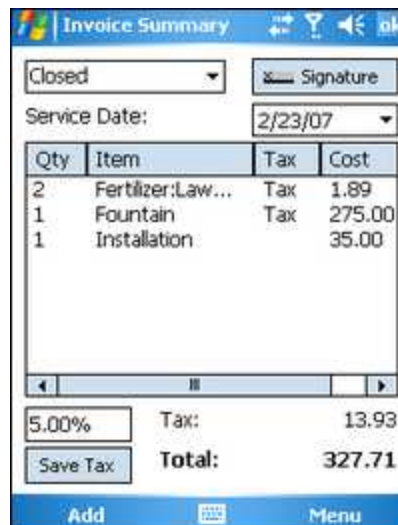 Invoice Summary ok
Closed
Signature
Service Date: 2/23/07
Qty Item Tax Cost
2 Fertilizer:Law... Tax 1.89
1 Fountain Tax 275.00
1 Installation 35.00
5.00% Tax: 13.93
Save Tax Total: 327.71
Add Menu